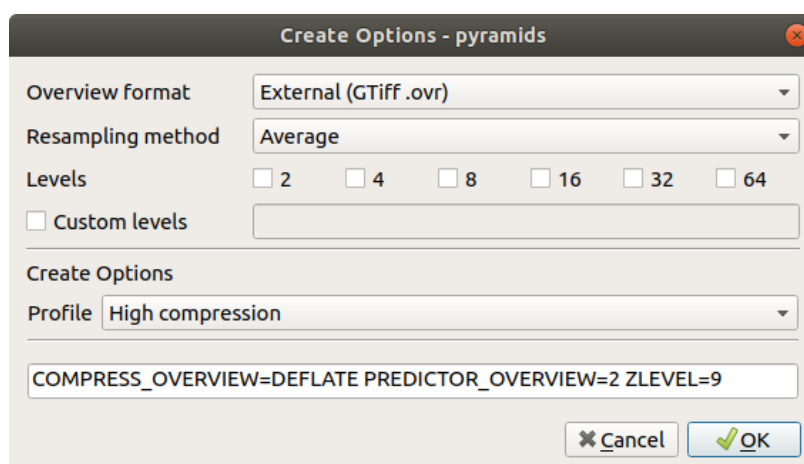 Create Options - pyramids
Overview format External (GTiff .ovr)
Resampling method Average
Levels 2 4 8 16 32 64
Custom levels
Create Options
Profile High compression
COMPRESS_OVERVIEW=DEFLATE PREDICTOR_OVERVIEW=2 ZLEVEL=9
Cancel OK